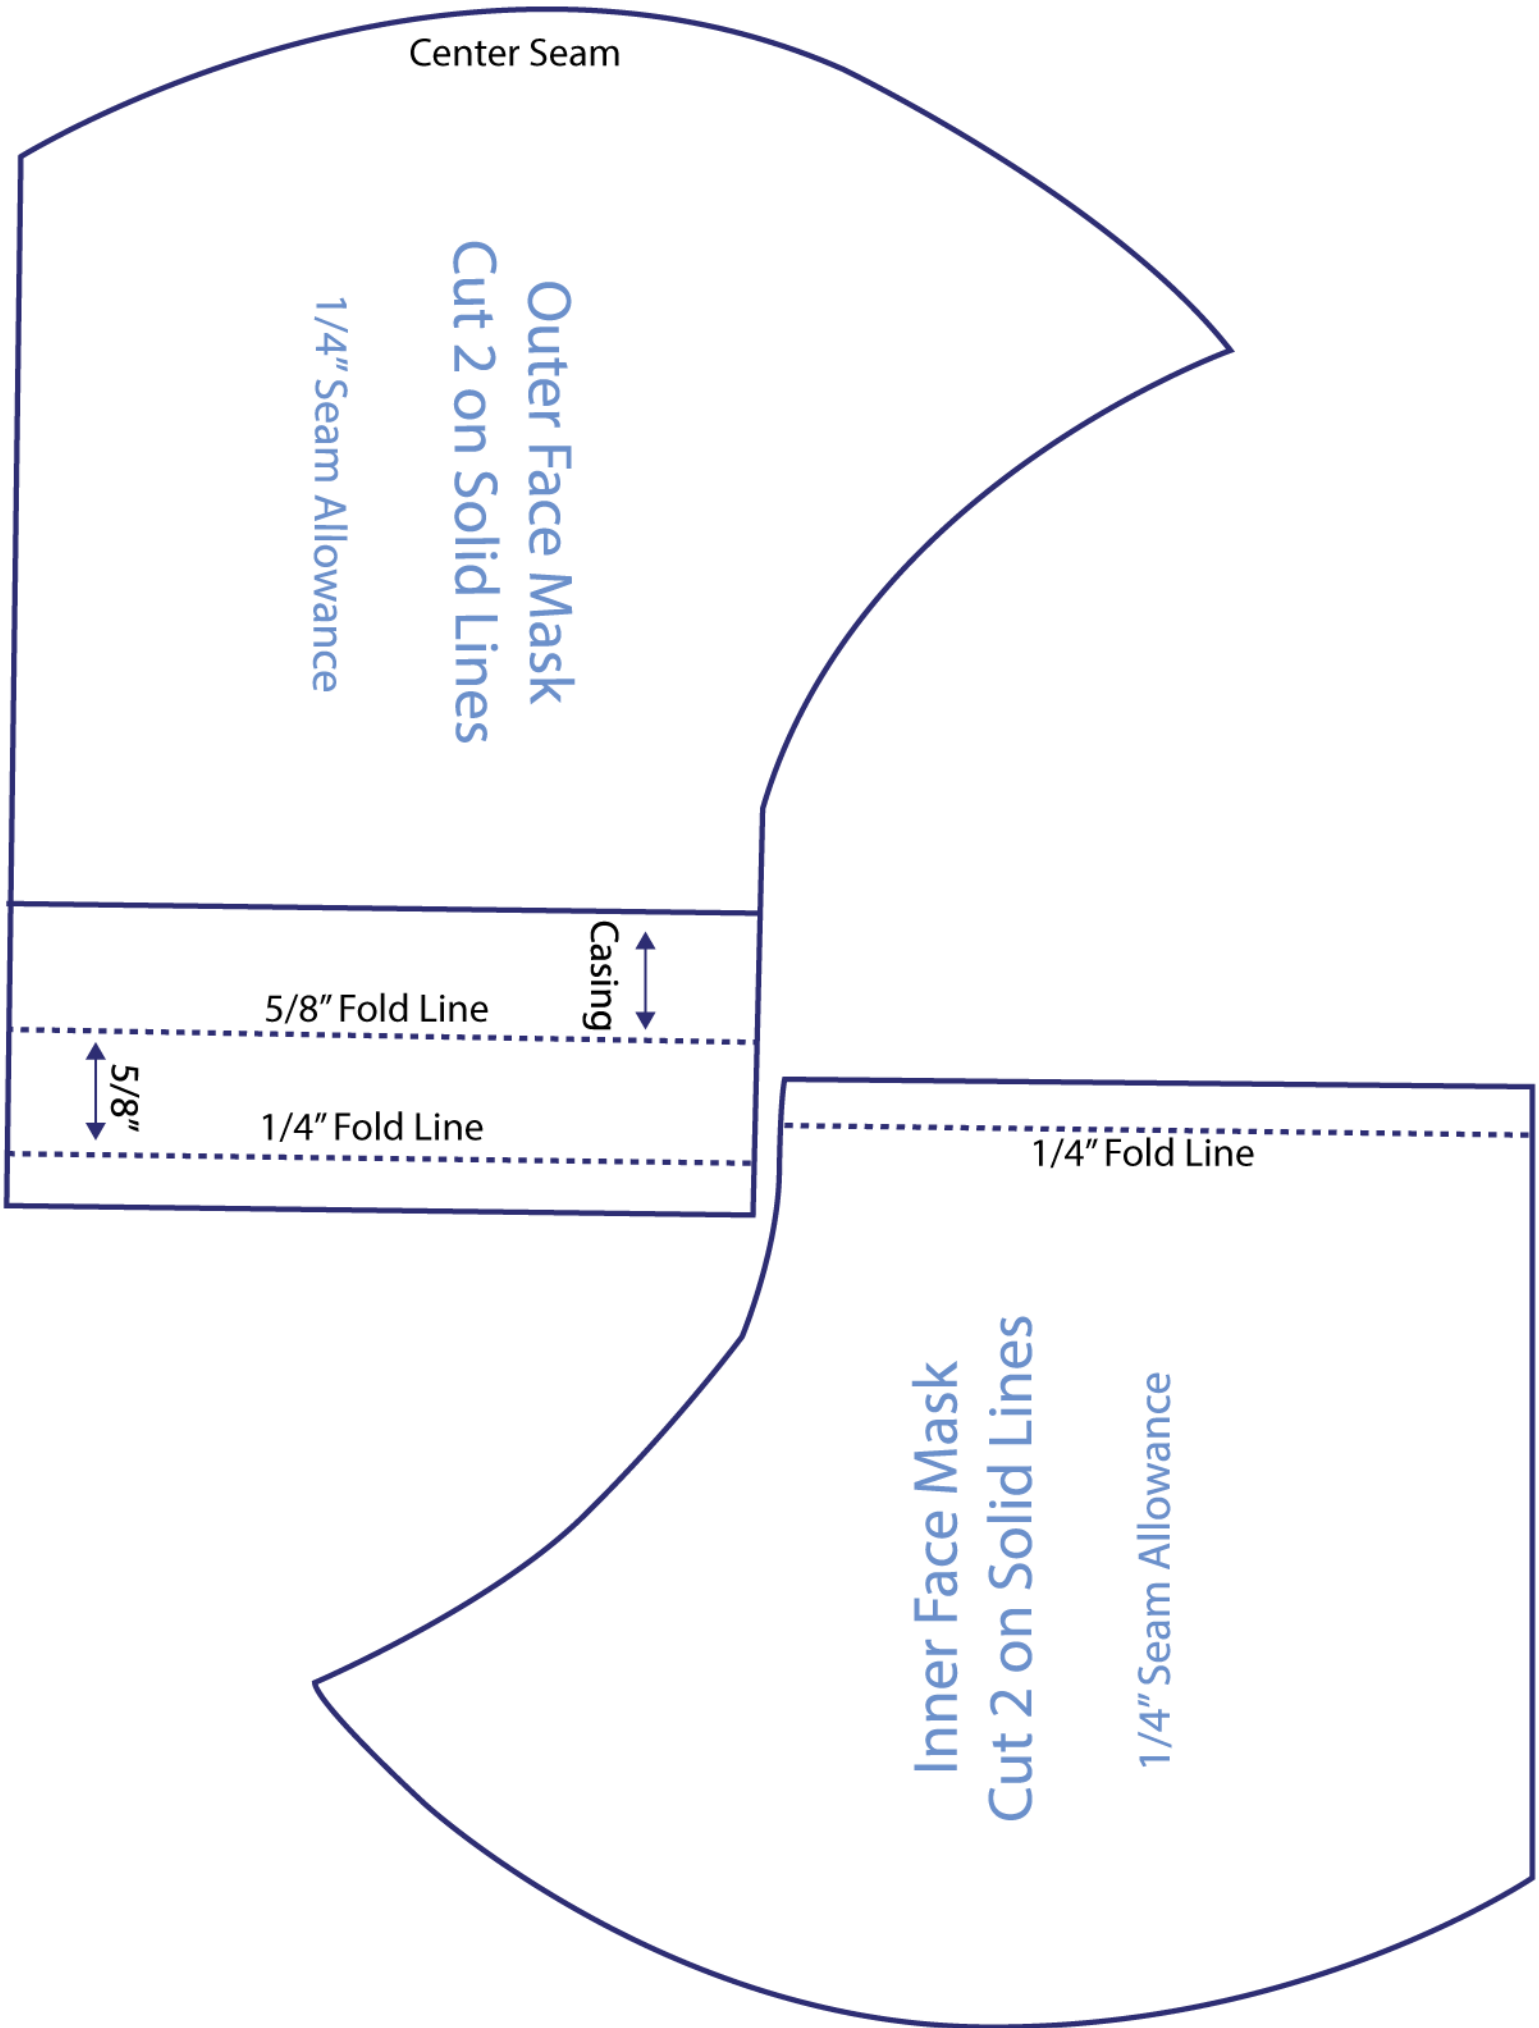 Center Seam
Outer Face Mask
Cut 2 on Solid Lines
1/4” Seam Allowance
Casing
5/8” Fold Line
5/8”
1/4” Fold Line
1/4” Fold Line
Inner Face Mask
Cut 2 on Solid Lines
1/4” Seam Allowance